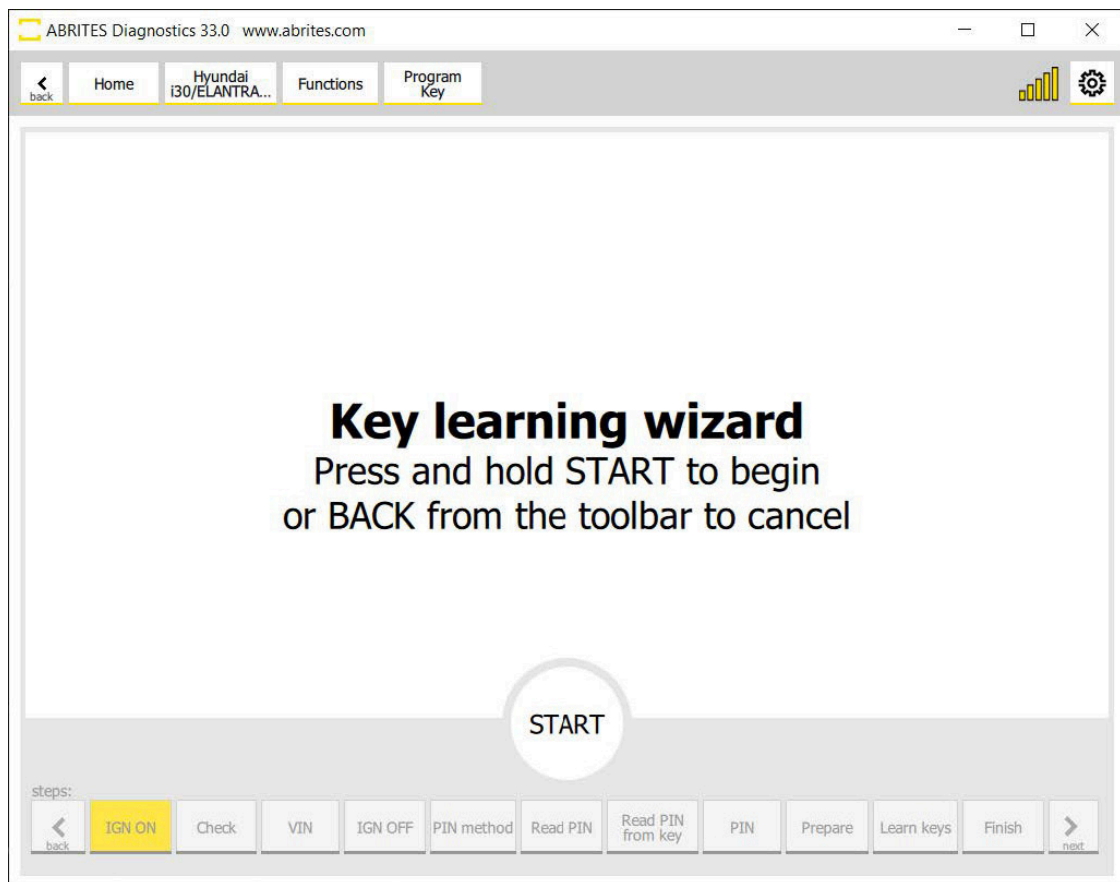 ABRITES Diagnostics 33.0 www.abrites.com
back
Home
Hyundai
i30/ELANTRA...
Functions
Program
Key
Key learning wizard
Press and hold START to begin
or BACK from the toolbar to cancel
START
steps:
back
IGN ON
Check
VIN
IGN OFF
PIN method
Read PIN
Read PIN
from key
PIN
Prepare
Learn keys
Finish
next